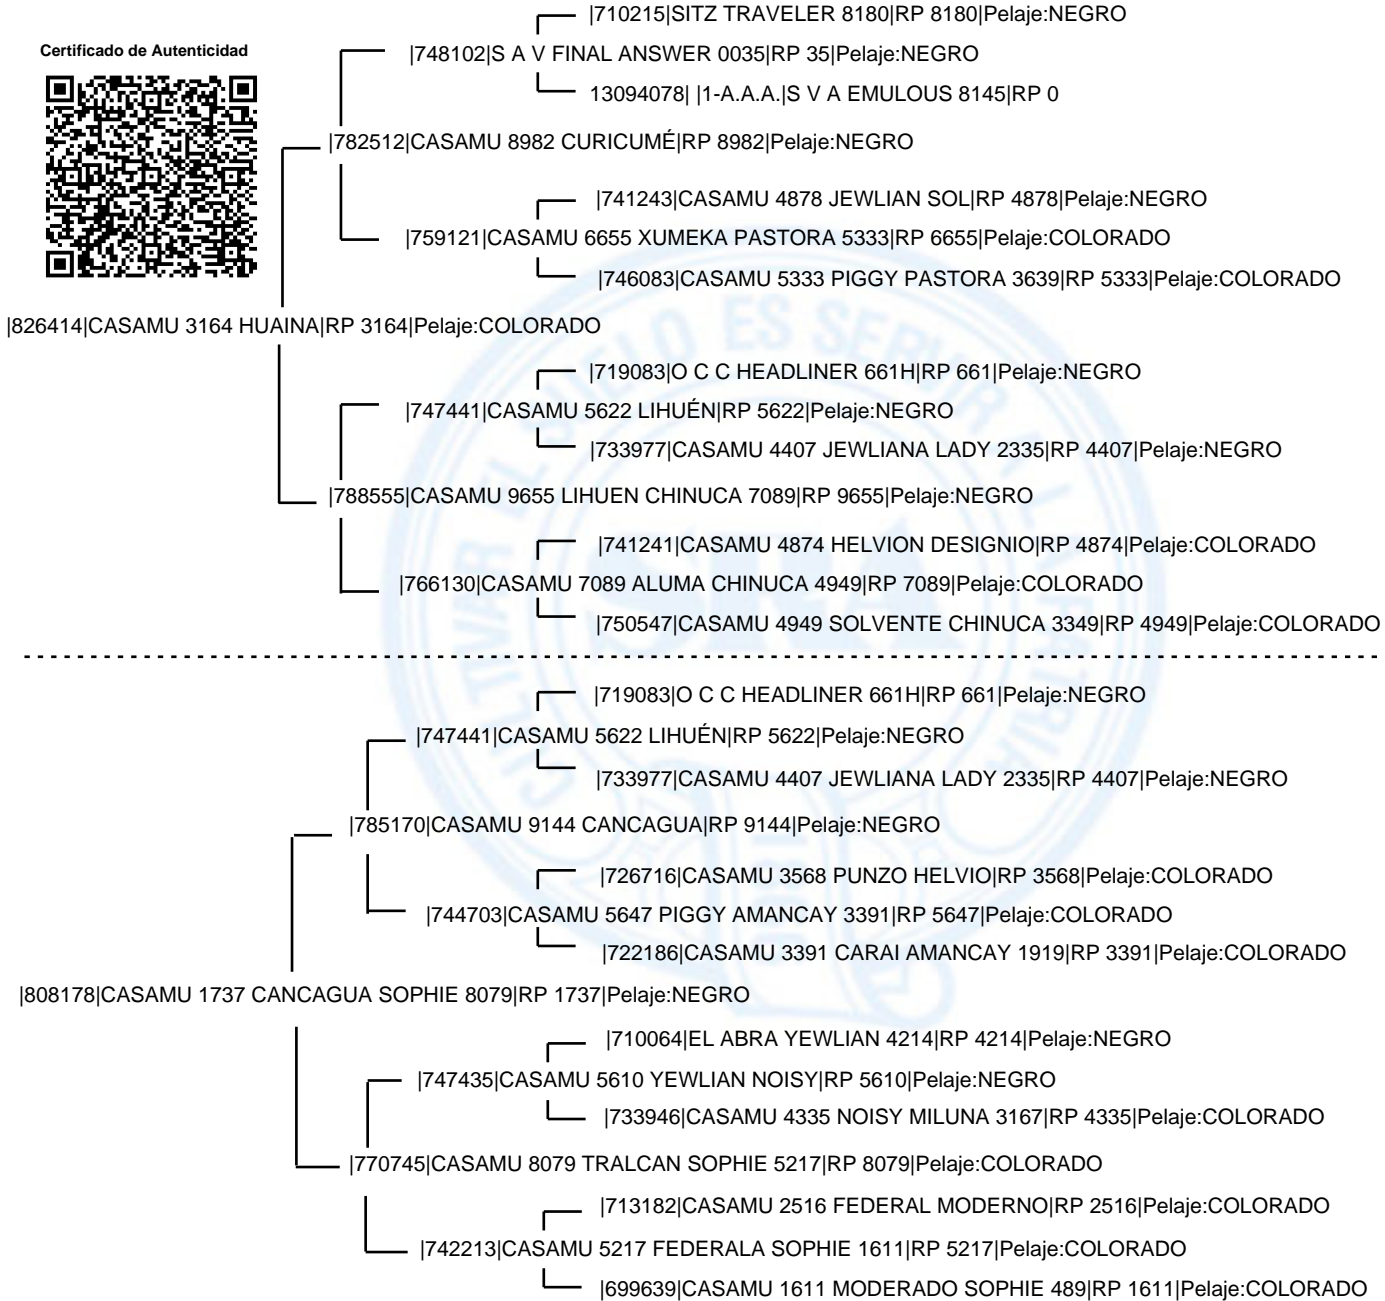 |710215|SITZ TRAVELER 8180|RP 8180|Pelaje:NEGRO
Certificado de Autenticidad
|748102|S A V FINAL ANSWER 0035|RP 35|Pelaje:NEGRO
13094078| |1-A.A.A.|S V A EMULOUS 8145|RP 0
|782512|CASAMU 8982 CURICUMÉ|RP 8982|Pelaje:NEGRO
|741243|CASAMU 4878 JEWLIAN SOL|RP 4878|Pelaje:NEGRO
|759121|CASAMU 6655 XUMEKA PASTORA 5333|RP 6655|Pelaje:COLORADO
|746083|CASAMU 5333 PIGGY PASTORA 3639|RP 5333|Pelaje:COLORADO
|826414|CASAMU 3164 HUAINA|RP 3164|Pelaje:COLORADO
|719083|O C C HEADLINER 661H|RP 661|Pelaje:NEGRO
|747441|CASAMU 5622 LIHUÉN|RP 5622|Pelaje:NEGRO
|733977|CASAMU 4407 JEWLIANA LADY 2335|RP 4407|Pelaje:NEGRO
|788555|CASAMU 9655 LIHUEN CHINUCA 7089|RP 9655|Pelaje:NEGRO
|741241|CASAMU 4874 HELVION DESIGNIO|RP 4874|Pelaje:COLORADO
|766130|CASAMU 7089 ALUMA CHINUCA 4949|RP 7089|Pelaje:COLORADO
|750547|CASAMU 4949 SOLVENTE CHINUCA 3349|RP 4949|Pelaje:COLORADO
|719083|O C C HEADLINER 661H|RP 661|Pelaje:NEGRO
|747441|CASAMU 5622 LIHUÉN|RP 5622|Pelaje:NEGRO
|733977|CASAMU 4407 JEWLIANA LADY 2335|RP 4407|Pelaje:NEGRO
|785170|CASAMU 9144 CANCAGUA|RP 9144|Pelaje:NEGRO
|726716|CASAMU 3568 PUNZO HELVIO|RP 3568|Pelaje:COLORADO
|744703|CASAMU 5647 PIGGY AMANCAY 3391|RP 5647|Pelaje:COLORADO
|722186|CASAMU 3391 CARAI AMANCAY 1919|RP 3391|Pelaje:COLORADO
|808178|CASAMU 1737 CANCAGUA SOPHIE 8079|RP 1737|Pelaje:NEGRO
|710064|EL ABRA YEWLIAN 4214|RP 4214|Pelaje:NEGRO
|747435|CASAMU 5610 YEWLIAN NOISY|RP 5610|Pelaje:NEGRO
|733946|CASAMU 4335 NOISY MILUNA 3167|RP 4335|Pelaje:COLORADO
|770745|CASAMU 8079 TRALCAN SOPHIE 5217|RP 8079|Pelaje:COLORADO
|713182|CASAMU 2516 FEDERAL MODERNO|RP 2516|Pelaje:COLORADO
|742213|CASAMU 5217 FEDERALA SOPHIE 1611|RP 5217|Pelaje:COLORADO
|699639|CASAMU 1611 MODERADO SOPHIE 489|RP 1611|Pelaje:COLORADO
CULTIVAR EL SUELO ES SERVIR A LA PATRIA
SRA
1866